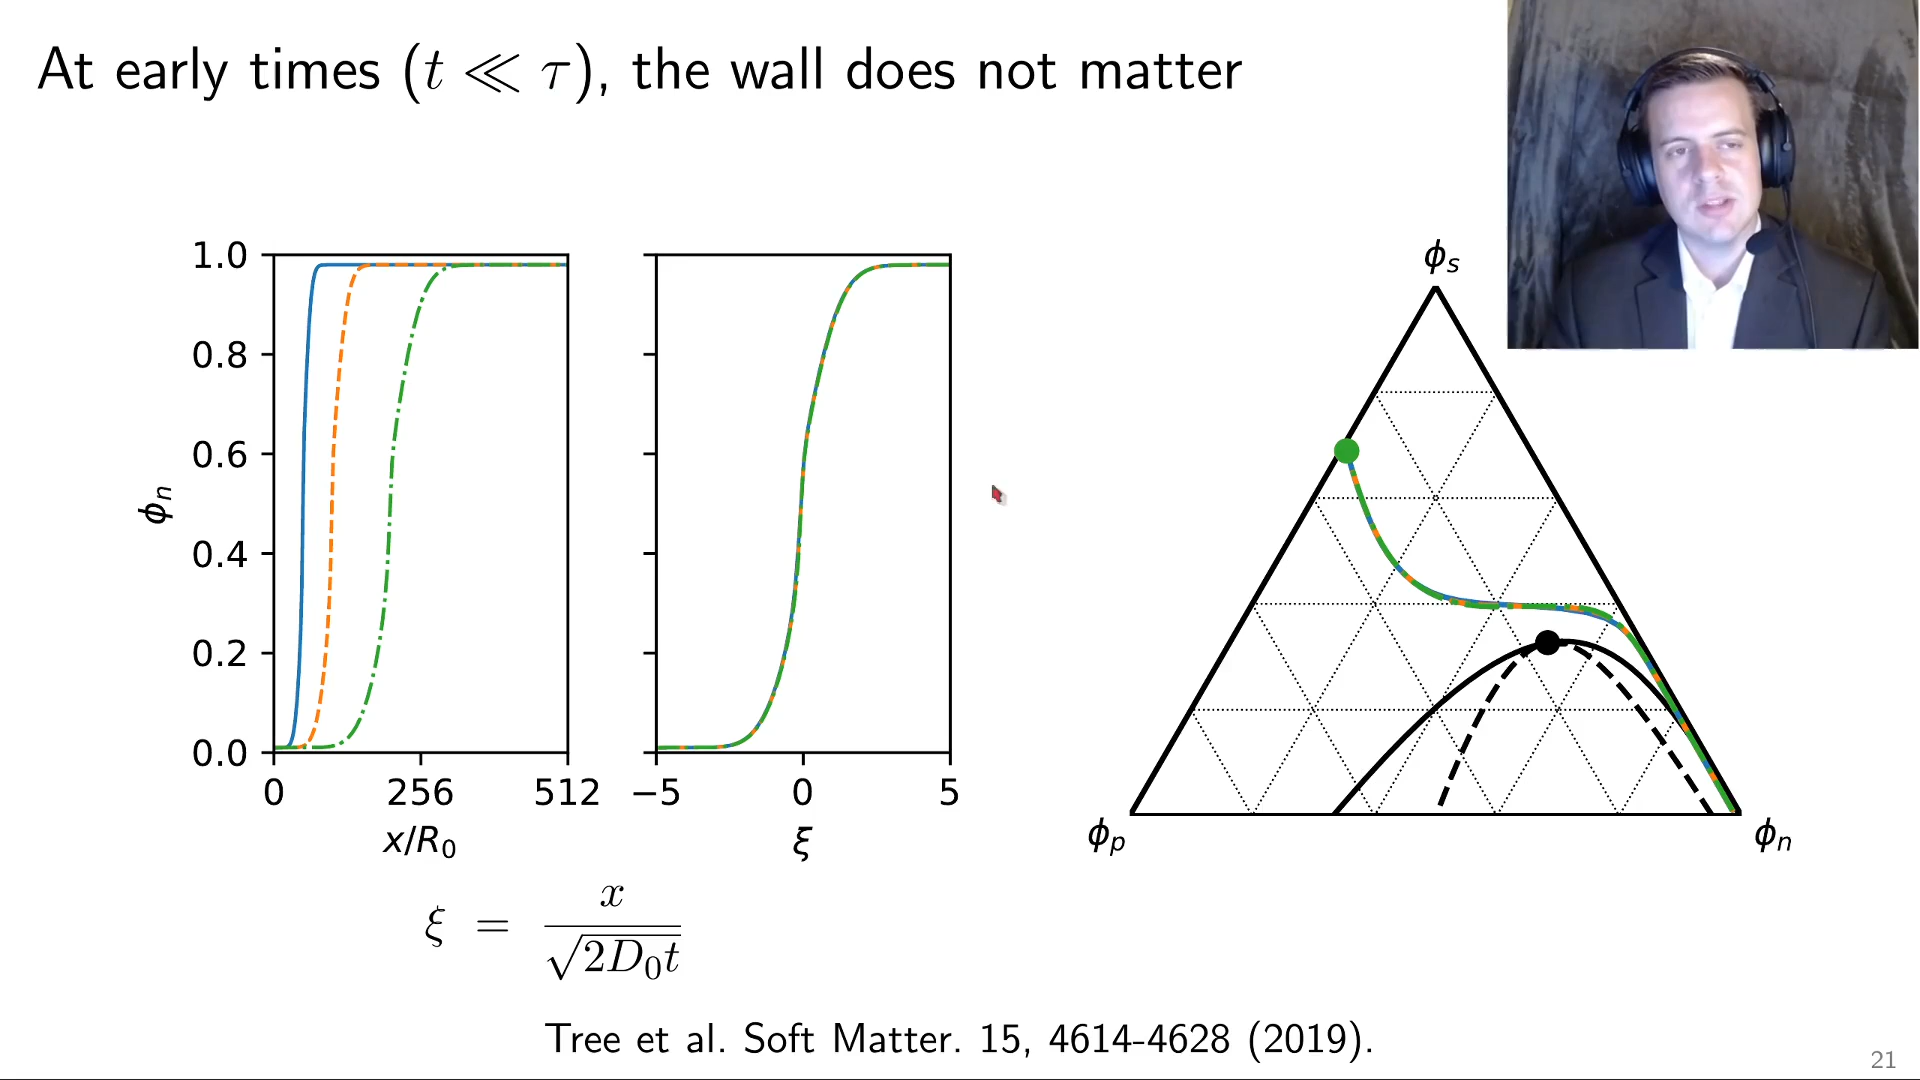 At early times (t ≪ τ), the wall does not matter
1.0
0.8
0.6
0.4
0.2
0.0
ϕn
0 256 512
x/R0
−5 0 5
ξ
ϕs
ϕp
ϕn
ξ = x / √2D0t
Tree et al. Soft Matter. 15, 4614-4628 (2019).
21